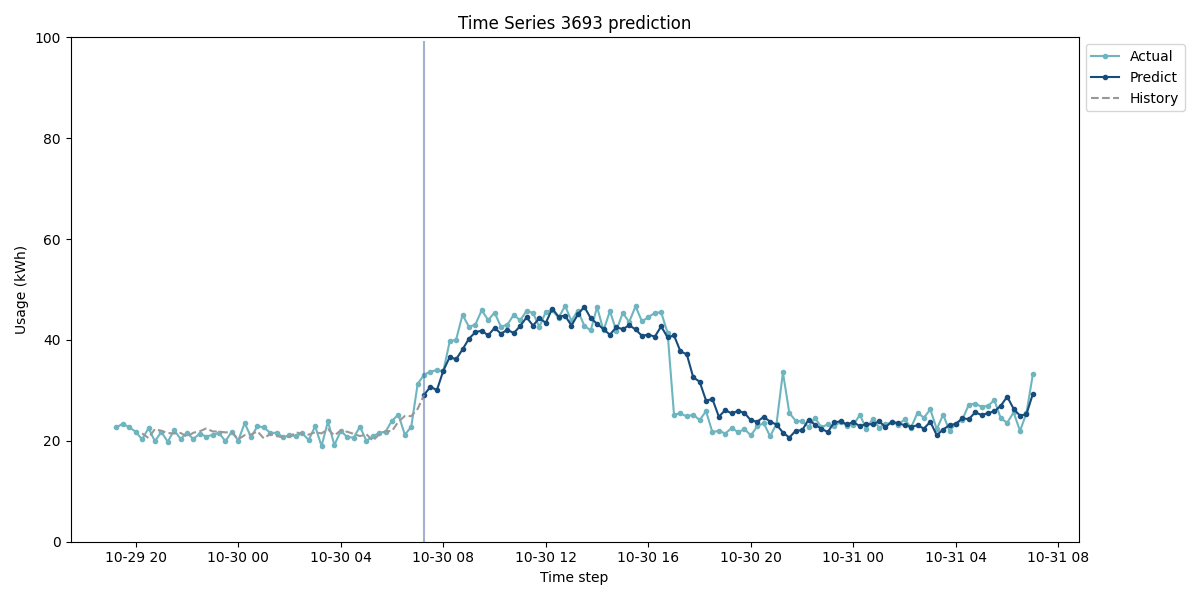 Time Series 3693 prediction
100
80
60
40
20
0
Usage (kWh)
10-29 20
10-30 00
10-30 04
10-30 08
10-30 12
10-30 16
10-30 20
10-31 00
10-31 04
10-31 08
Time step
Actual
Predict
History